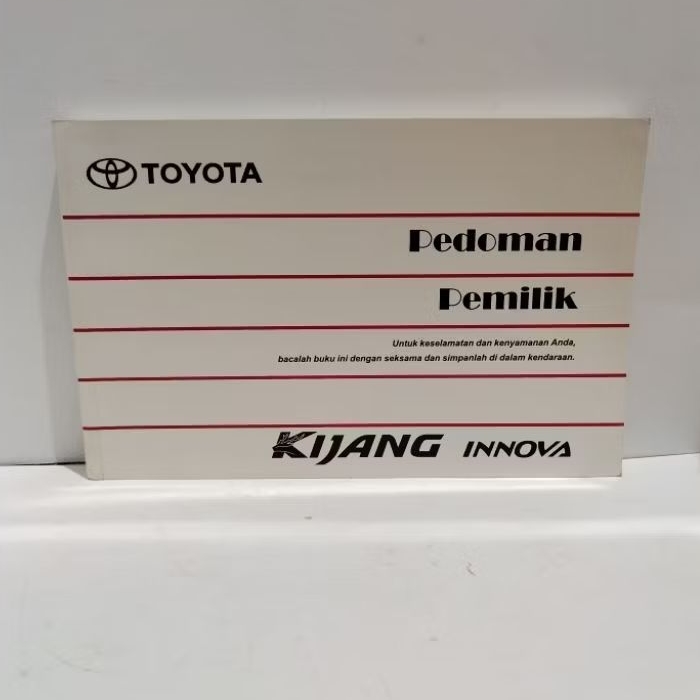 TOYOTA
Pedoman
Pemilik
Untuk keselamatan dan kenyamanan Anda,
bacalah buku ini dengan seksama dan simpanlah di dalam kendaraan.
KIJANG INNOVA